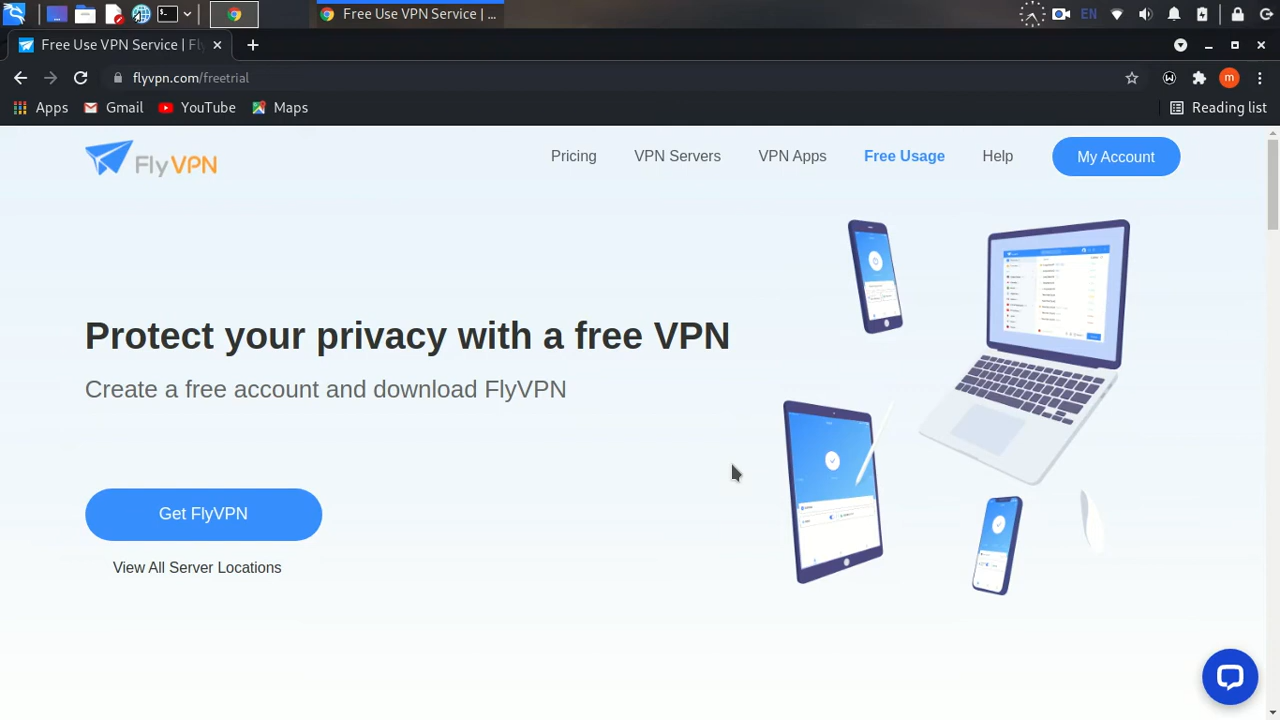 Free Use VPN Service | ...
EN
Free Use VPN Service | Fly
flyvpn.com/freetrial
m
Apps
Gmail
YouTube
Maps
Reading list
FlyVPN
Pricing
VPN Servers
VPN Apps
Free Usage
Help
My Account
Protect your privacy with a free VPN
Create a free account and download FlyVPN
Get FlyVPN
View All Server Locations